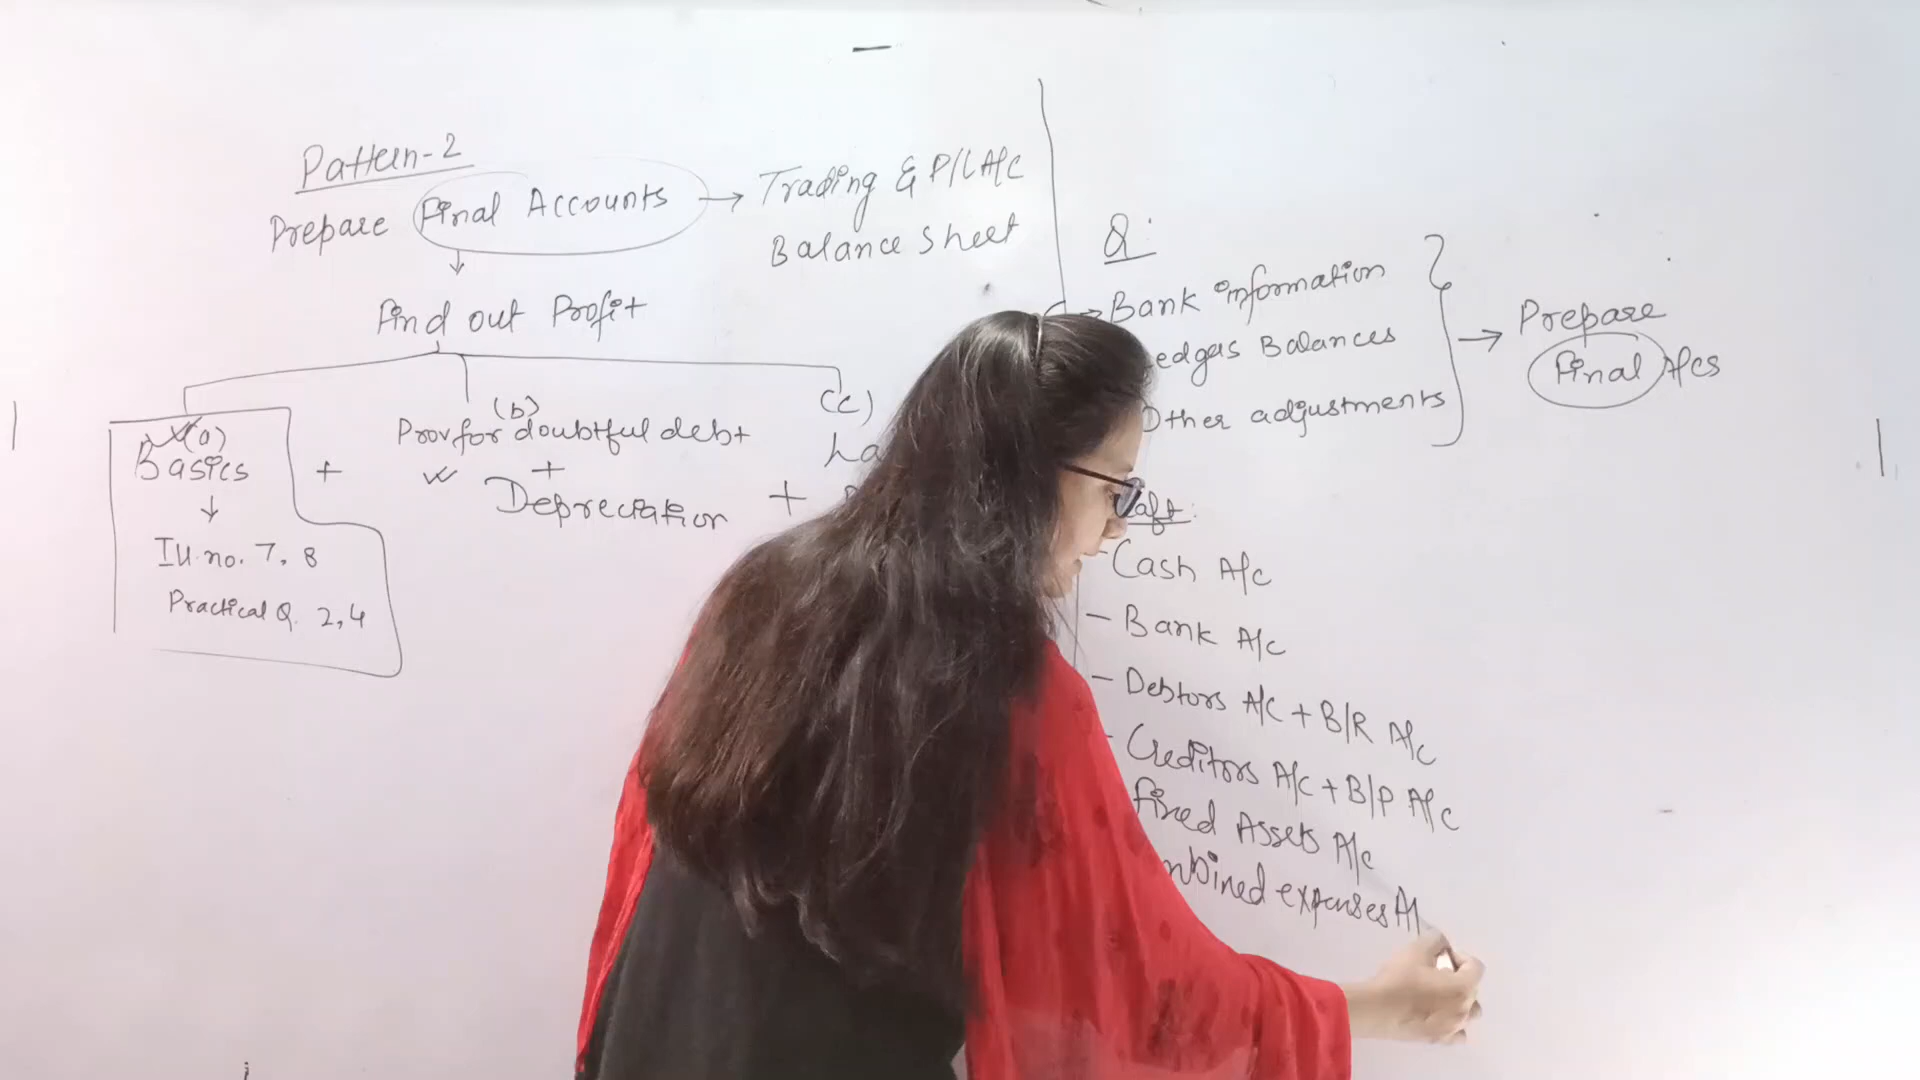 Pattern-2
Prepare Final Accounts → Trading & P/L A/c
Balance Sheet
Find out Profit
(a)
Basics
↓
Ill. no. 7, 8
Practical Q. 2, 4
+
(b)
Prov for doubtful debt
+
Depreciation
+
(c)
Q:
→ Bank information
Balances
Other adjustments
→ Prepare
Final A/cs
- Cash A/c
- Bank A/c
- Debtors A/c + B/R A/c
- Creditors A/c + B/P A/c
Fixed Assets A/c
expenses A/